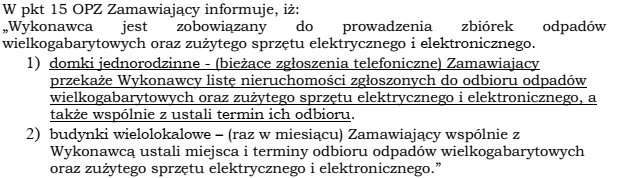 W pkt 15 OPZ Zamawiający informuje, iż:
„Wykonawca jest zobowiązany do prowadzenia zbiórek odpadów
wielkogabarytowych oraz zużytego sprzętu elektrycznego i elektronicznego.
1) domki jednorodzinne - (bieżące zgłoszenia telefoniczne) Zamawiający
przekaże Wykonawcy listę nieruchomości zgłoszonych do odbioru odpadów
wielkogabarytowych oraz zużytego sprzętu elektrycznego i elektronicznego, a
także wspólnie z ustali termin ich odbioru.
2) budynki wielolokalowe – (raz w miesiącu) Zamawiający wspólnie z
Wykonawcą ustali miejsca i terminy odbioru odpadów wielkogabarytowych
oraz zużytego sprzętu elektrycznego i elektronicznego.”